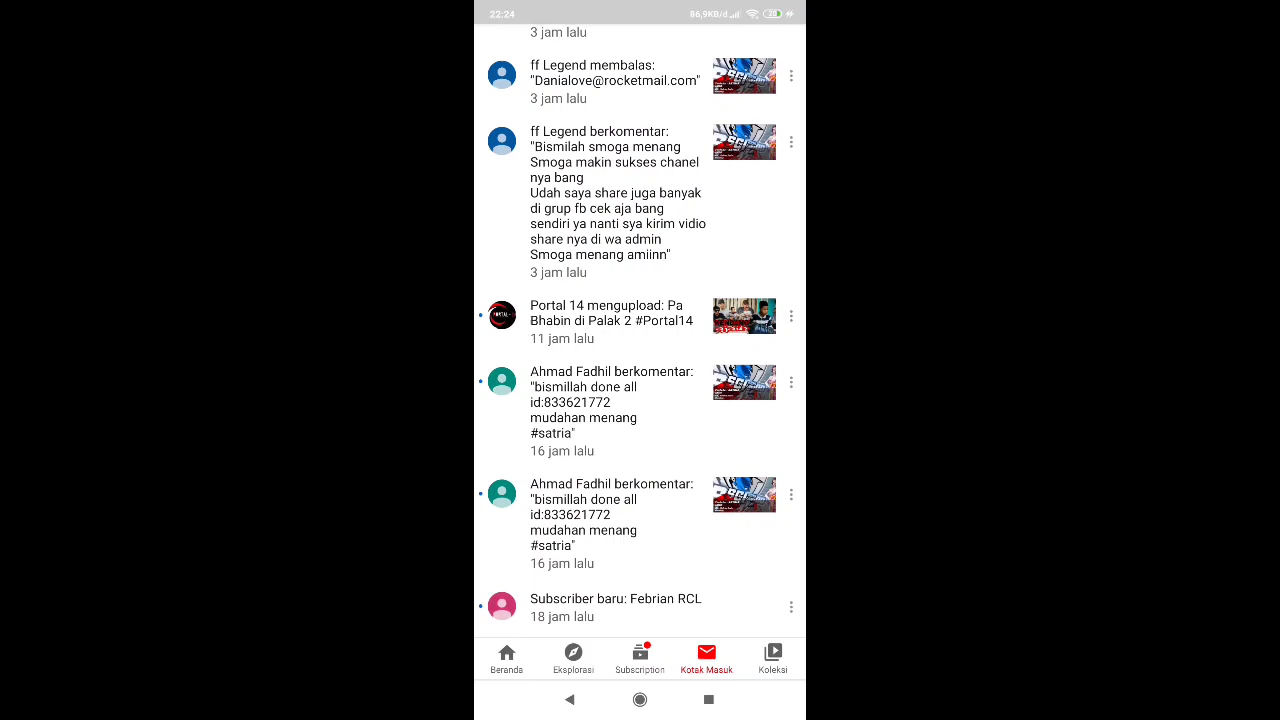 22:24
86,9KB/d
28
3 jam lalu
ff Legend membalas:
"Danialove@rocketmail.com"
3 jam lalu
ff Legend berkomentar:
"Bismilah smoga menang
Smoga makin sukses chanel
nya bang
Udah saya share juga banyak
di grup fb cek aja bang
sendiri ya nanti sya kirim vidio
share nya di wa admin
Smoga menang amiinn"
3 jam lalu
Portal 14 mengupload: Pa
Bhabin di Palak 2 #Portal14
11 jam lalu
Ahmad Fadhil berkomentar:
"bismillah done all
id:833621772
mudahan menang
#satria"
16 jam lalu
Ahmad Fadhil berkomentar:
"bismillah done all
id:833621772
mudahan menang
#satria"
16 jam lalu
Subscriber baru: Febrian RCL
18 jam lalu
Beranda
Eksplorasi
Subscription
Kotak Masuk
Koleksi